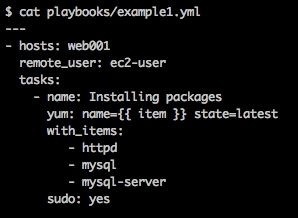 $ cat playbooks/example1.yml
---
- hosts: web001
  remote_user: ec2-user
  tasks:
    - name: Installing packages
      yum: name={{ item }} state=latest
      with_items:
         - httpd
         - mysql
         - mysql-server
      sudo: yes